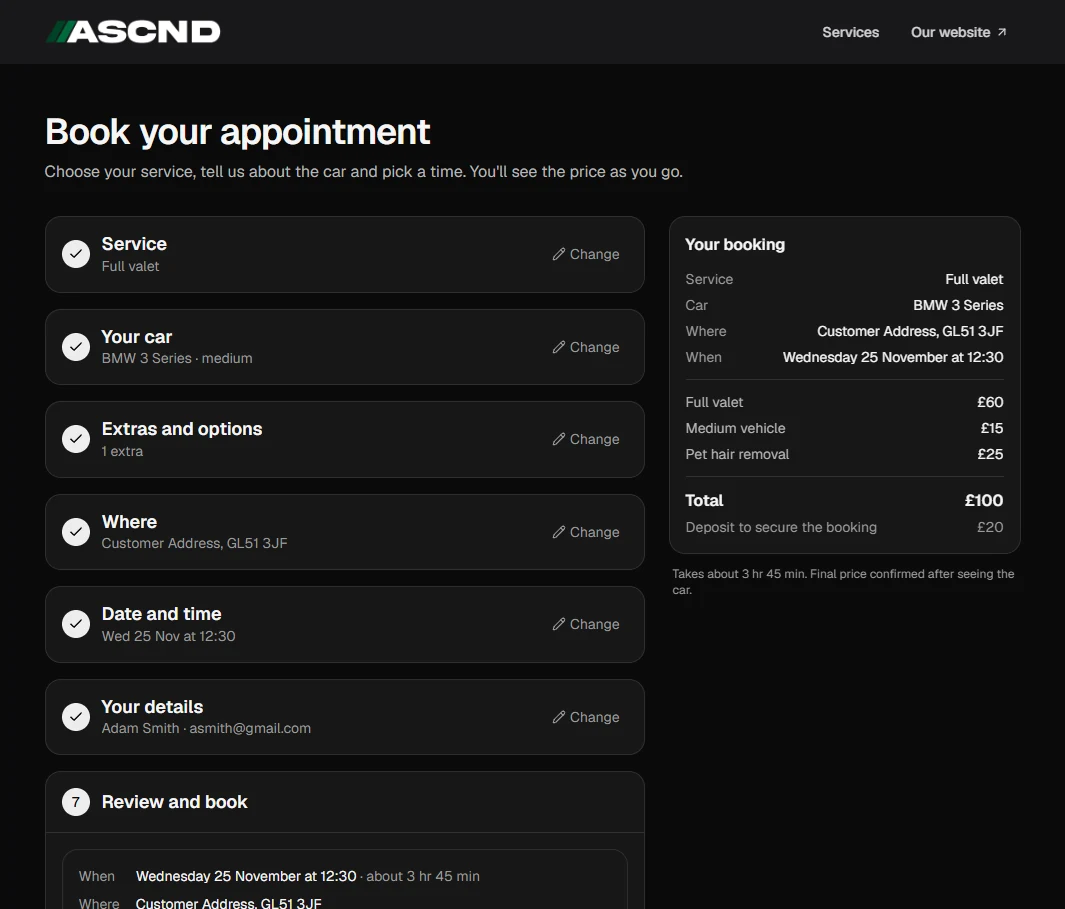 ASCND
Services
Our website ↗
Book your appointment
Choose your service, tell us about the car and pick a time. You'll see the price as you go.
Service
Full valet
Change
Your car
BMW 3 Series · medium
Change
Extras and options
1 extra
Change
Where
Customer Address, GL51 3JF
Change
Date and time
Wed 25 Nov at 12:30
Change
Your details
Adam Smith · asmith@gmail.com
Change
7 Review and book
When Wednesday 25 November at 12:30 · about 3 hr 45 min
Where Customer Address, GL51 3JF
Your booking
Service Full valet
Car BMW 3 Series
Where Customer Address, GL51 3JF
When Wednesday 25 November at 12:30
Full valet £60
Medium vehicle £15
Pet hair removal £25
Total £100
Deposit to secure the booking £20
Takes about 3 hr 45 min. Final price confirmed after seeing the
car.